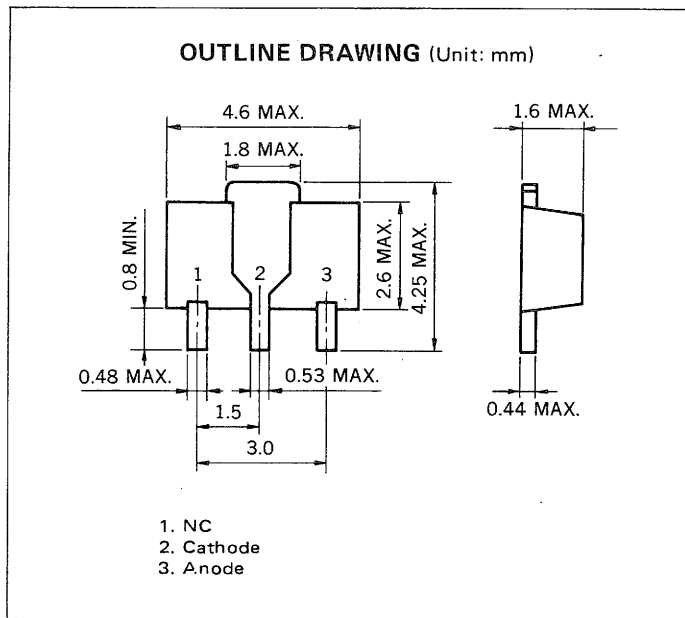 OUTLINE DRAWING (Unit: mm)
4.6 MAX.
1.6 MAX.
1.8 MAX.
0.8 MIN.
1 2 3
2.6 MAX.
4.25 MAX.
0.48 MAX.
0.53 MAX.
0.44 MAX.
1.5
3.0
1. NC
2. Cathode
3. Anode